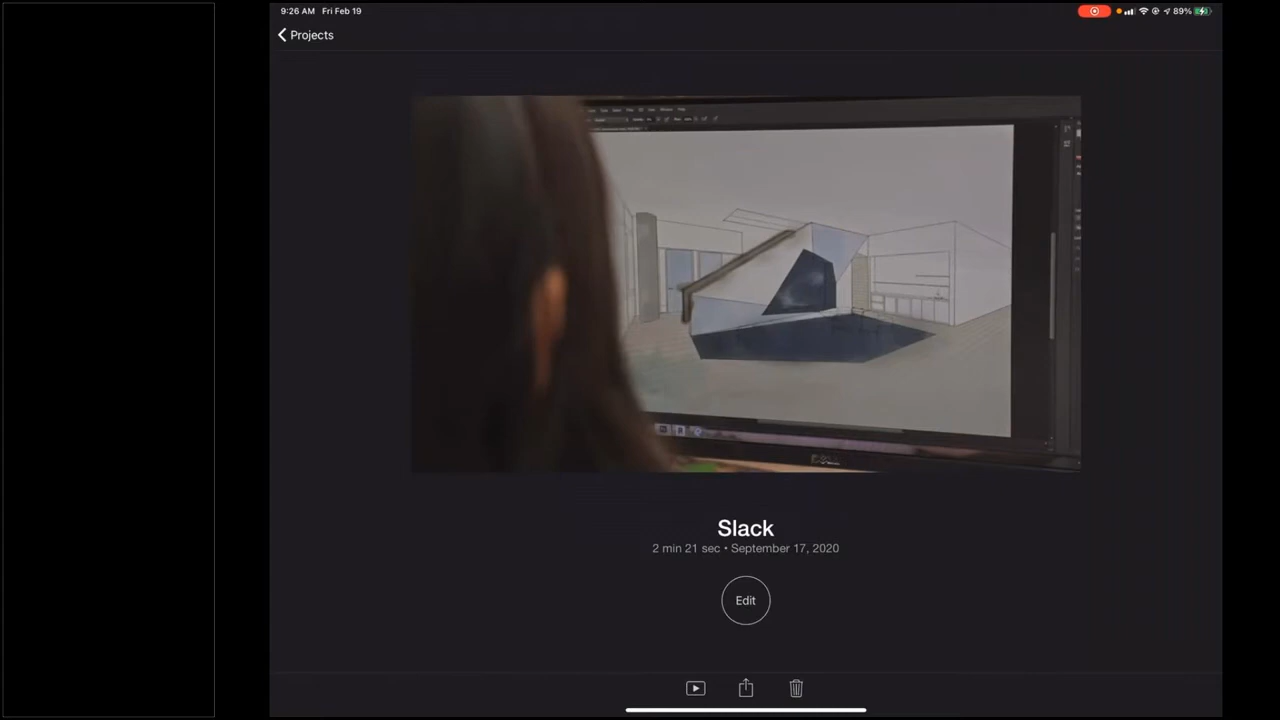 9:26 AM Fri Feb 19
89%
Projects
Slack
2 min 21 sec • September 17, 2020
Edit